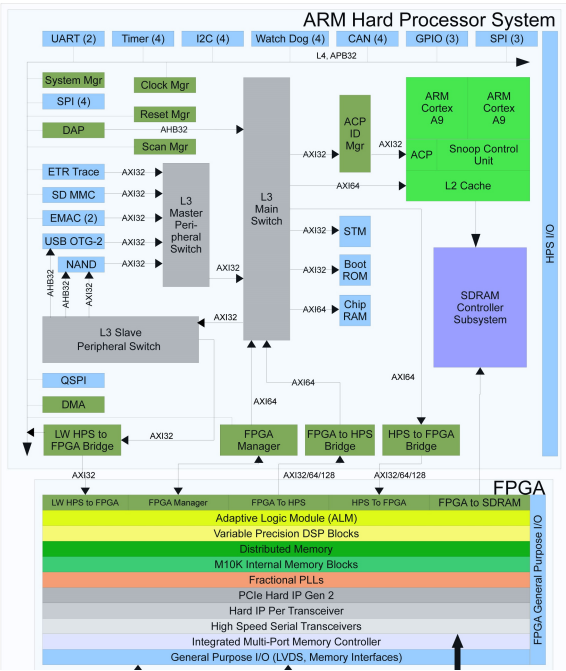 ARM Hard Processor System
UART (2)
Timer (4)
I2C (4)
Watch Dog (4)
CAN (4)
GPIO (3)
SPI (3)
L4, APB32
System Mgr
Clock Mgr
SPI (4)
Reset Mgr
DAP
AHB32
Scan Mgr
ACP
ID
Mgr
AXI32
AXI32
ARM
Cortex
A9
ARM
Cortex
A9
ACP
Snoop Control
Unit
L2 Cache
AXI64
ETR Trace
AXI32
SD MMC
AXI32
EMAC (2)
AXI32
USB OTG-2
AXI32
NAND
AXI32
L3
Master
Peri-
pheral
Switch
AXI32
L3
Main
Switch
AXI32
STM
AXI32
Boot
ROM
AXI64
Chip
RAM
SDRAM
Controller
Subsystem
HPS I/O
AHB32
AHB32
AXI32
L3 Slave
Peripheral Switch
AXI32
QSPI
DMA
AXI64
AXI64
AXI64
LW HPS to
FPGA Bridge
AXI32
FPGA
Manager
FPGA to HPS
Bridge
HPS to FPGA
Bridge
AXI32
AXI32/64/128
AXI32/64/128
FPGA
LW HPS to FPGA
FPGA Manager
FPGA To HPS
HPS To FPGA
FPGA to SDRAM
Adaptive Logic Module (ALM)
Variable Precision DSP Blocks
Distributed Memory
M10K Internal Memory Blocks
Fractional PLLs
PCIe Hard IP Gen 2
Hard IP Per Transceiver
High Speed Serial Transceivers
Integrated Multi-Port Memory Controller
General Purpose I/O (LVDS, Memory Interfaces)
FPGA General Purpose I/O